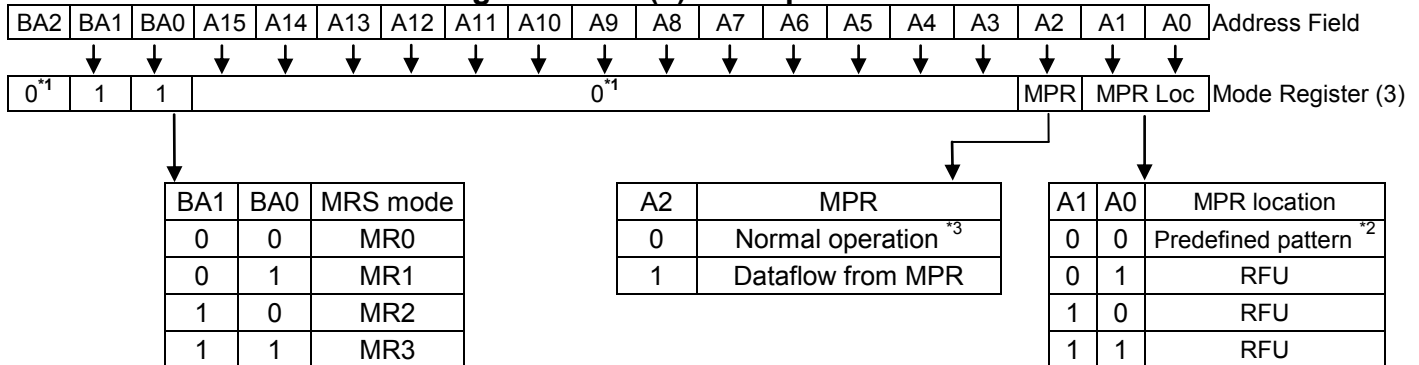 BA2 BA1 BA0 A15 A14 A13 A12 A11 A10 A9 A8 A7 A6 A5 A4 A3 A2 A1 A0 Address Field
0*1 1 1 0*1 MPR MPR Loc Mode Register (3)
BA1 BA0 MRS mode
0 0 MR0
0 1 MR1
1 0 MR2
1 1 MR3
A2 MPR
0 Normal operation *3
1 Dataflow from MPR
A1 A0 MPR location
0 0 Predefined pattern *2
0 1 RFU
1 0 RFU
1 1 RFU